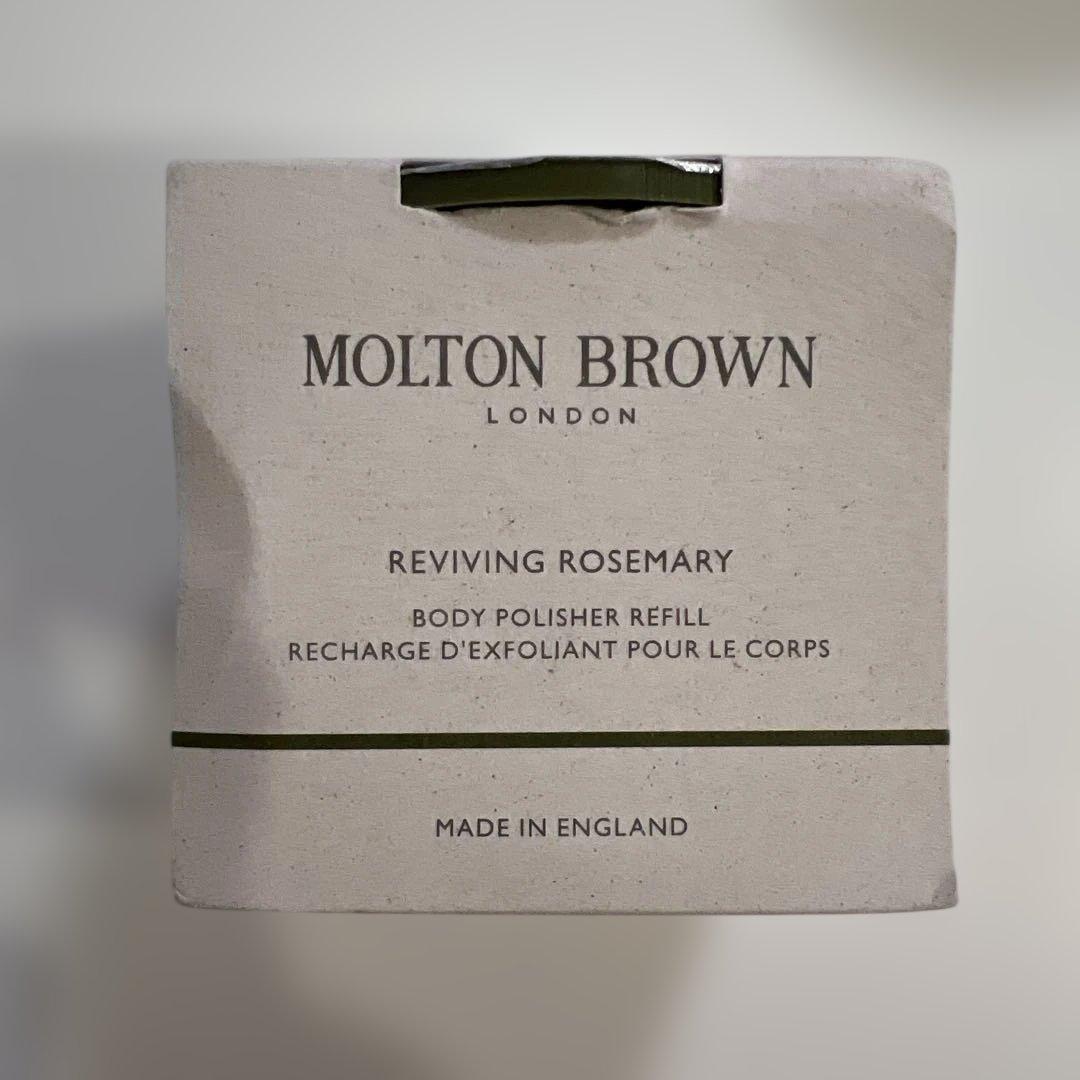 MOLTON BROWN
LONDON
REVIVING ROSEMARY
BODY POLISHER REFILL
RECHARGE D'EXFOLIANT POUR LE CORPS
MADE IN ENGLAND